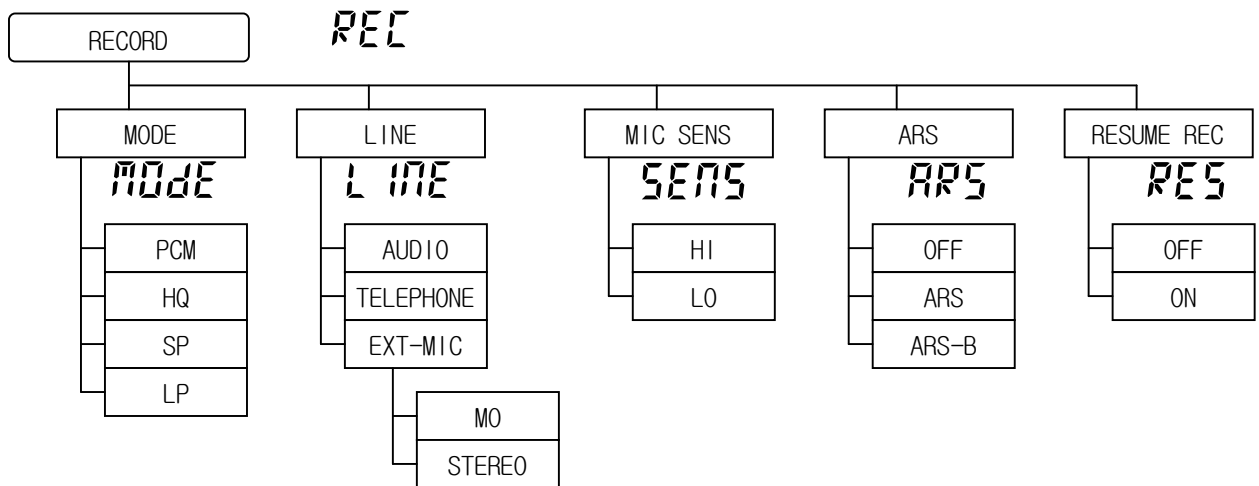 RECORD
REC
MODE
LINE
MIC SENS
ARS
RESUME REC
MOdE
LINE
SENS
ARS
RES
PCM
AUDIO
HI
OFF
OFF
HQ
TELEPHONE
LO
ARS
ON
SP
EXT-MIC
ARS-B
LP
MO
STEREO